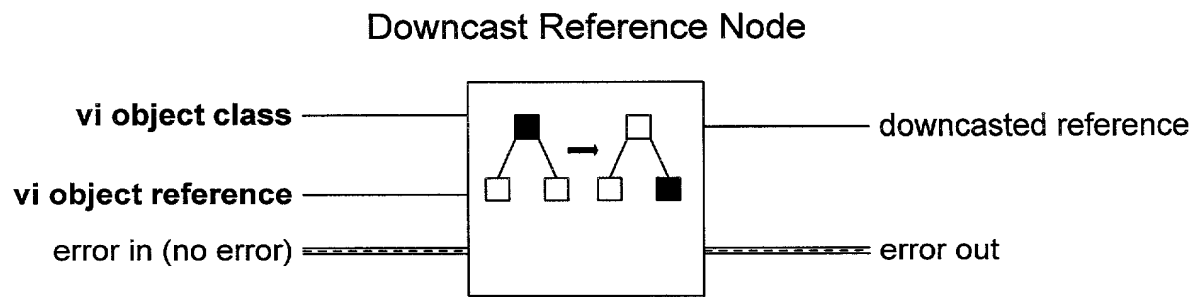 Downcast Reference Node
vi object class
downcasted reference
vi object reference
error in (no error)
error out